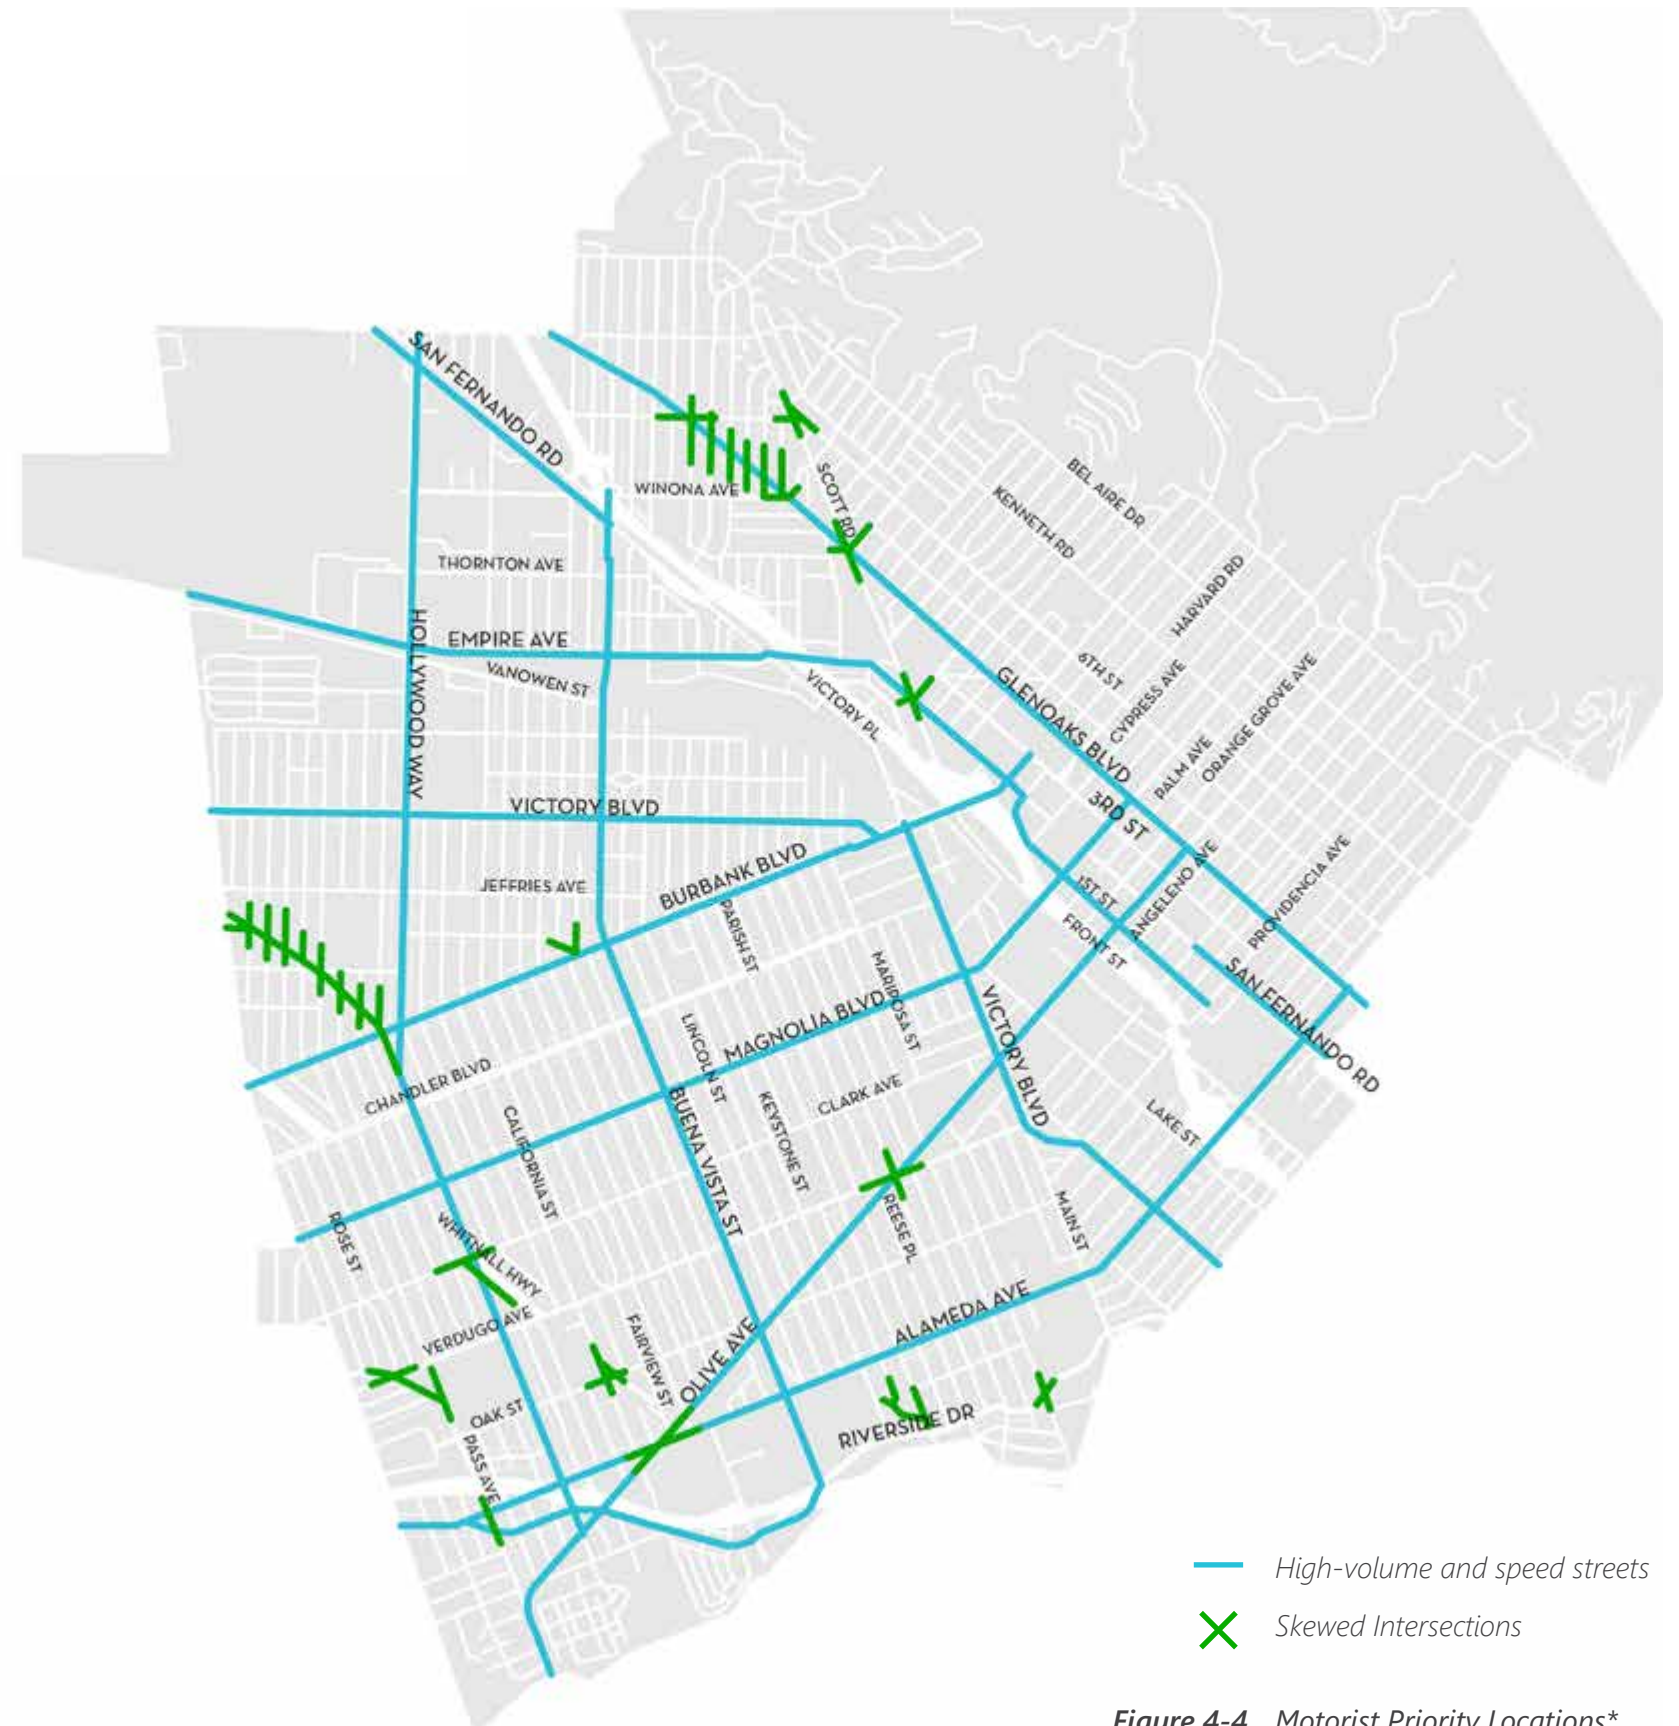 SAN FERNANDO RD
WINONA AVE
SCOTT RD
BEL AIRE DR
KENNETH RD
THORNTON AVE
HARVARD RD
HOLLYWOOD WAY
EMPIRE AVE
VANOWEN ST
VICTORY PL
6TH ST
CYPRESS AVE
ORANGE GROVE AVE
GLENOAKS BLVD
PALM AVE
3RD ST
VICTORY BLVD
JEFFRIES AVE
BURBANK BLVD
PARISH ST
1ST ST
ANGELENO AVE
PROVIDENCIA AVE
FRONT ST
MARIPOSA ST
SAN FERNANDO RD
MAGNOLIA BLVD
LINCOLN ST
VICTORY BLVD
CHANDLER BLVD
CLARK AVE
KEYSTONE ST
BUENA VISTA ST
CALIFORNIA ST
LAKE ST
ROSE ST
WHITNALL HWY
REESE PL
MAIN ST
VERDUGO AVE
FAIRVIEW ST
OLIVE AVE
ALAMEDA AVE
OAK ST
RIVERSIDE DR
PASS AVE
High-volume and speed streets
Skewed Intersections
Figure 4-4 Motorist Priority Locations*